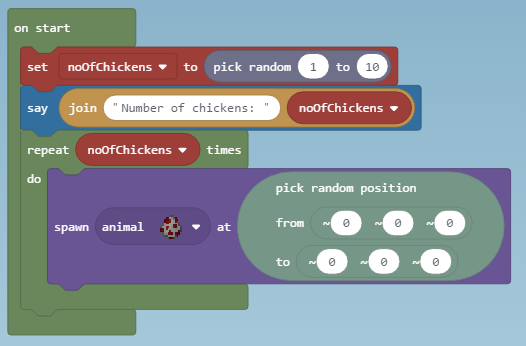 on start
set noOfChickens to pick random 1 to 10
say join "Number of chickens: " noOfChickens
repeat noOfChickens times
do
pick random position
spawn animal at
from ~0 ~0 ~0
to ~0 ~0 ~0